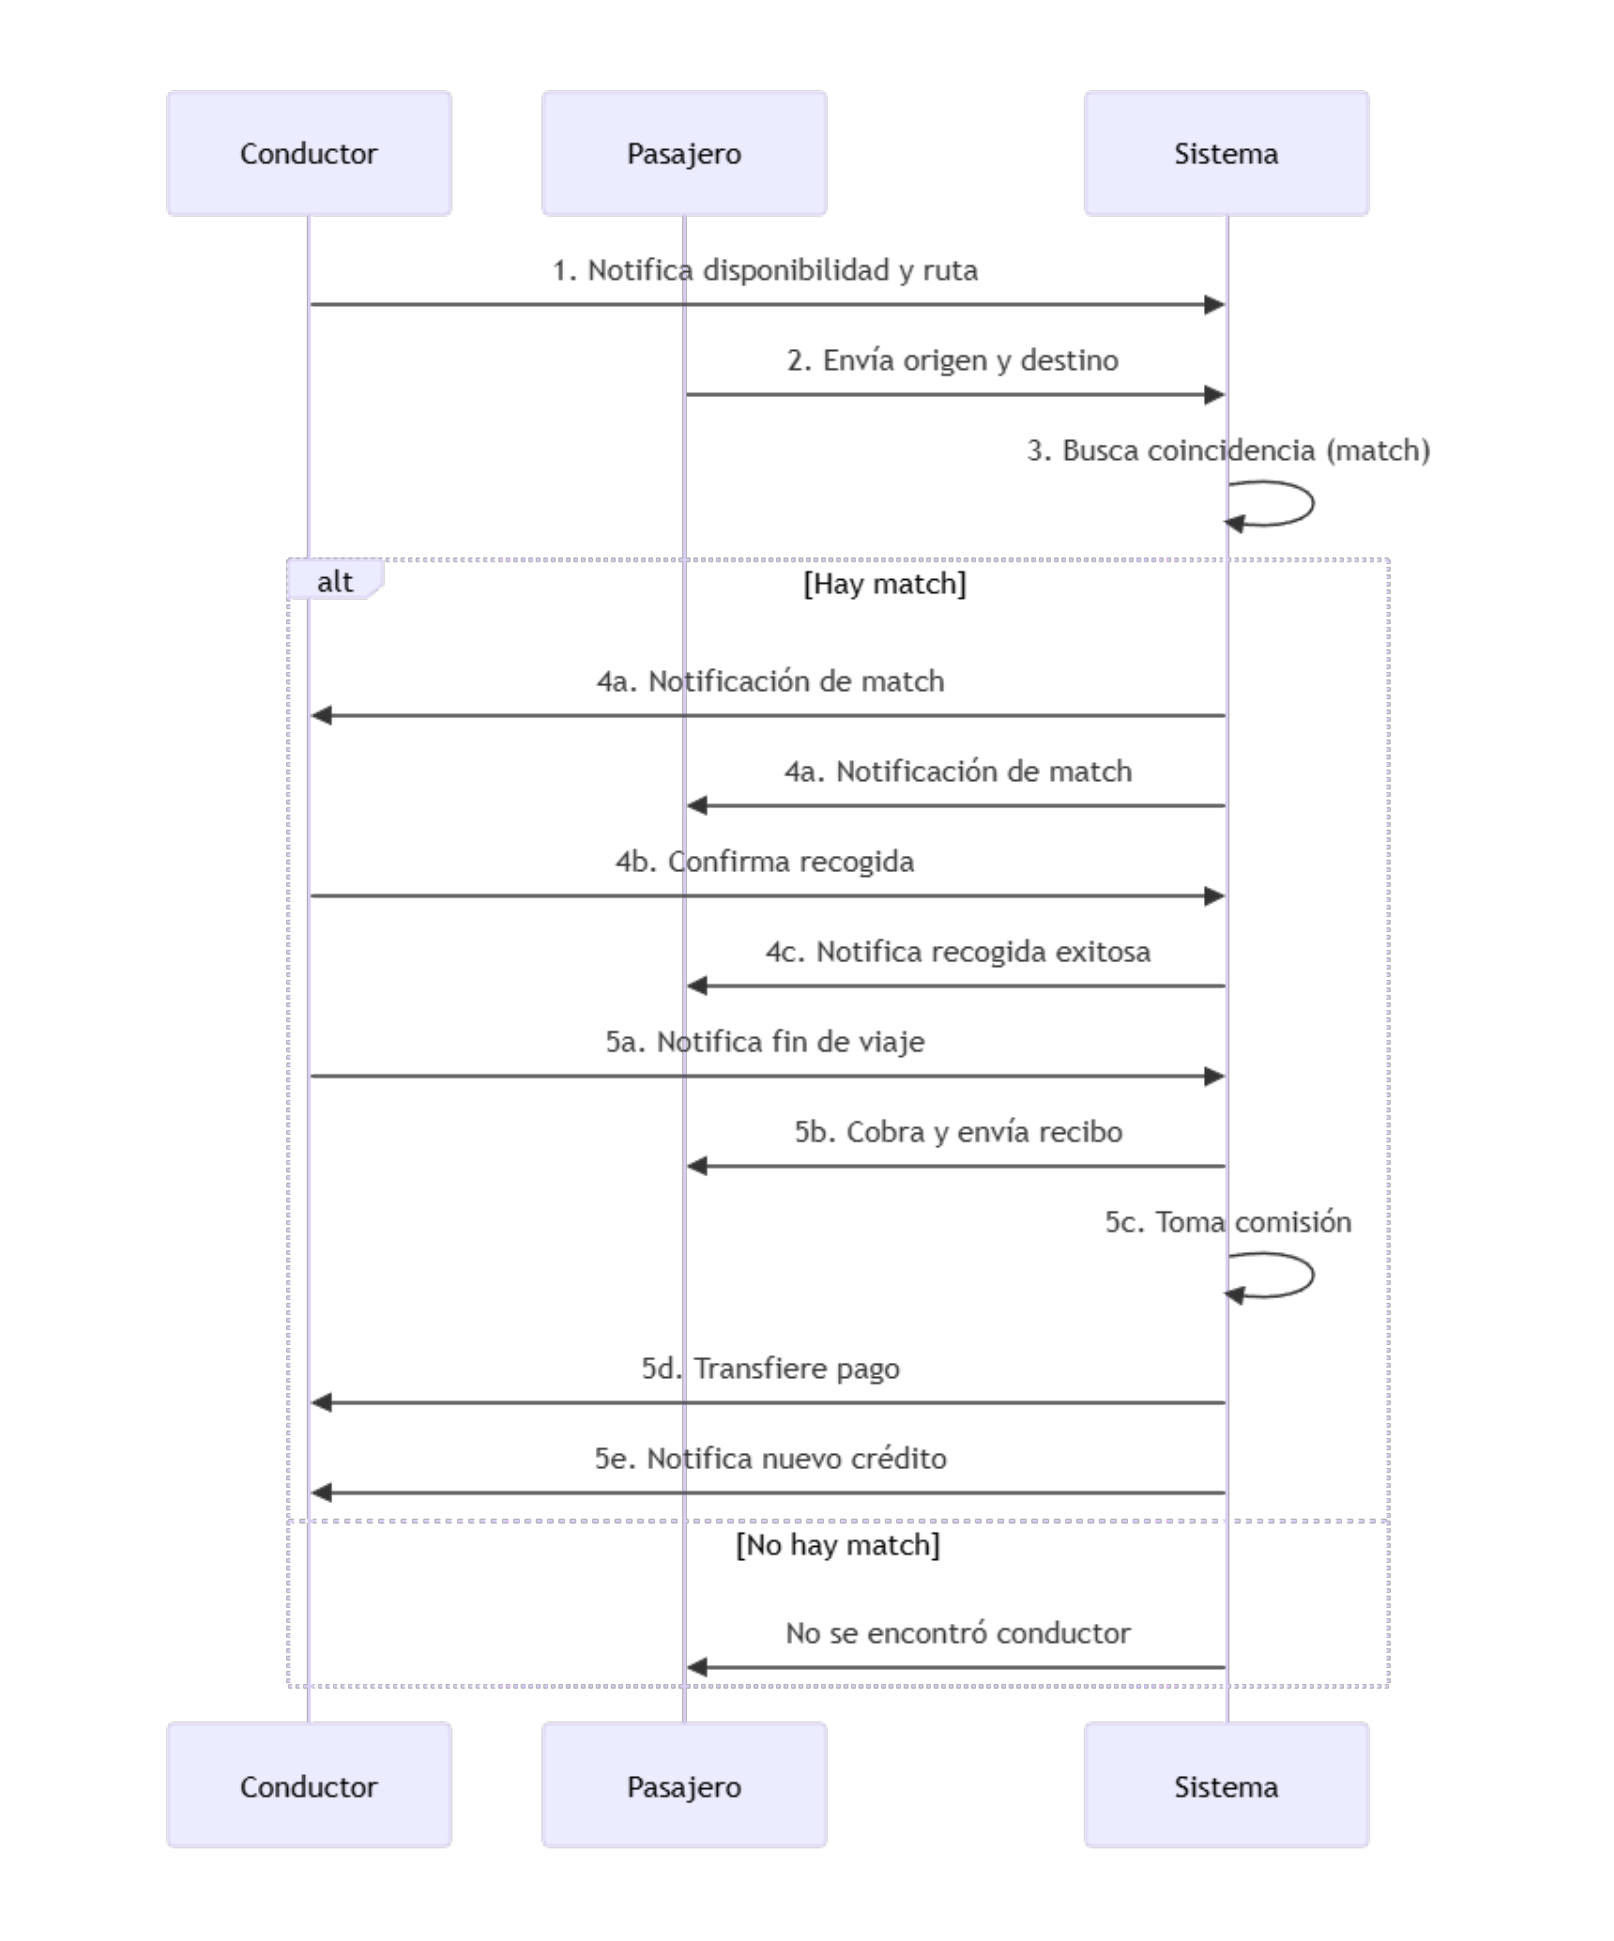 Conductor
Pasajero
Sistema
1. Notifica disponibilidad y ruta
2. Envía origen y destino
3. Busca coincidencia (match)
alt
[Hay match]
4a. Notificación de match
4a. Notificación de match
4b. Confirma recogida
4c. Notifica recogida exitosa
5a. Notifica fin de viaje
5b. Cobra y envía recibo
5c. Toma comisión
5d. Transfiere pago
5e. Notifica nuevo crédito
[No hay match]
No se encontró conductor
Conductor
Pasajero
Sistema